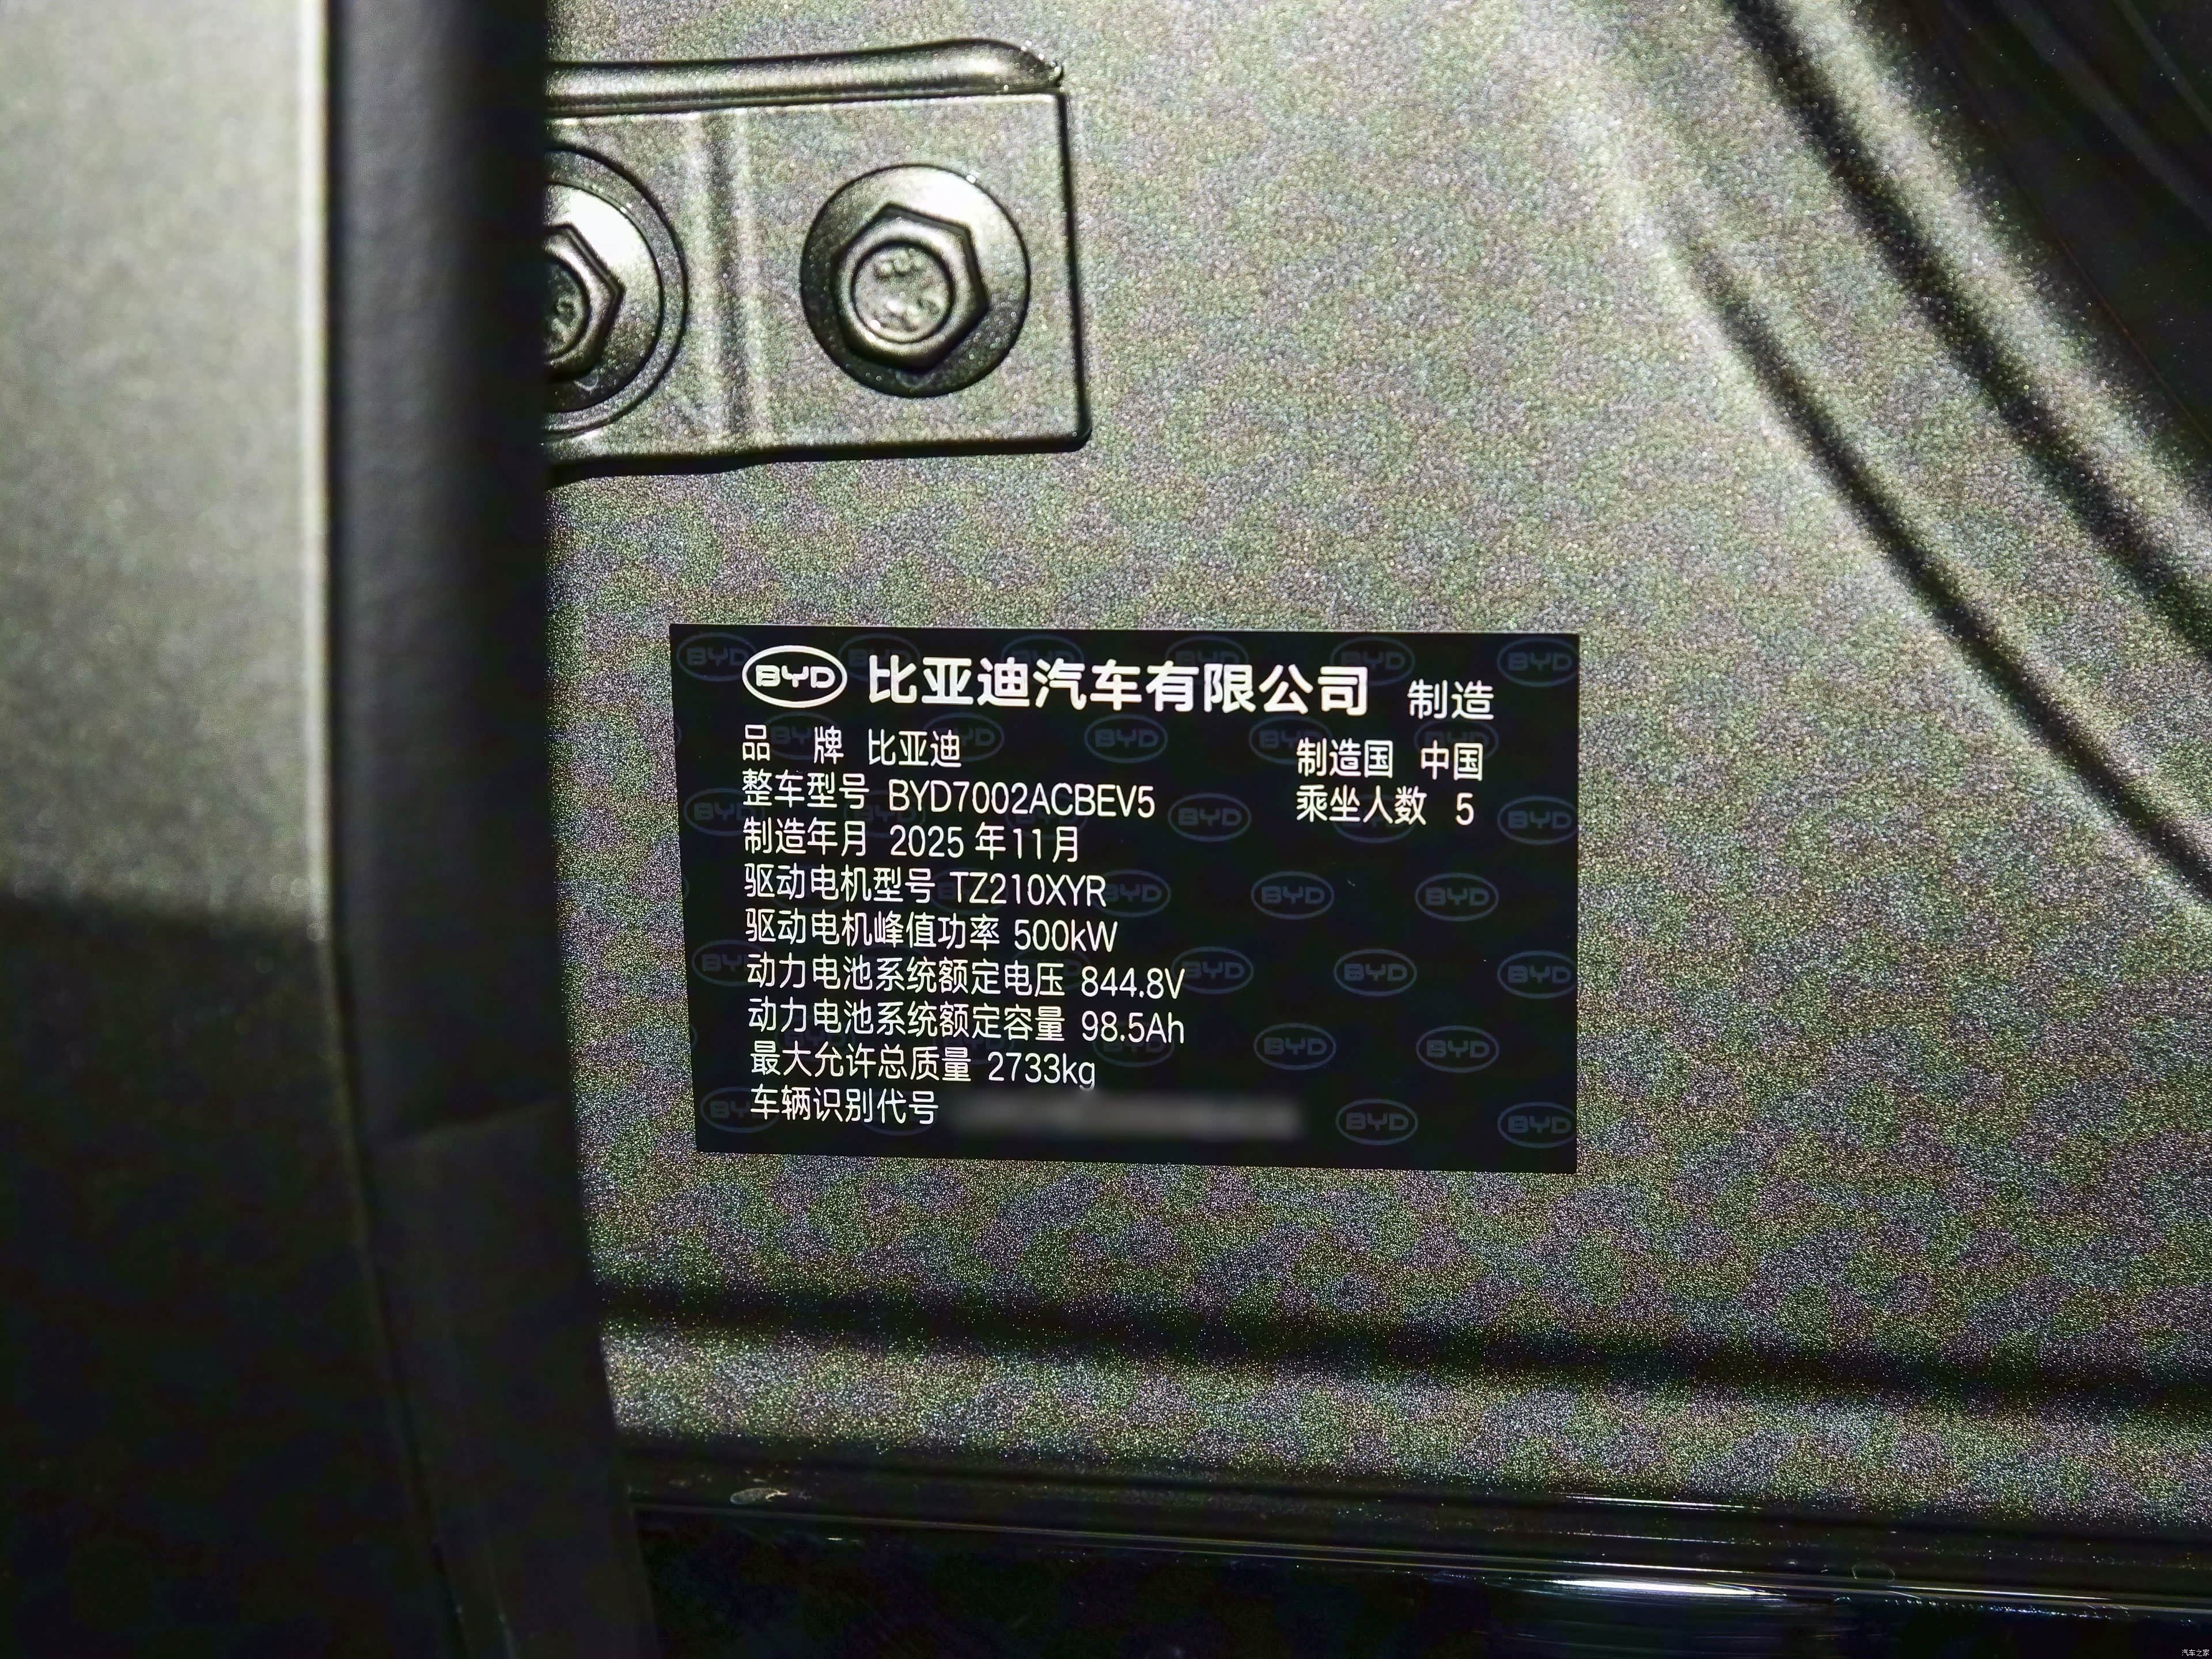 BYD 比亚迪汽车有限公司 制造
品 牌 比亚迪 制造国 中国
整车型号 BYD7002ACBEV5 乘坐人数 5
制造年月 2025 年11月
驱动电机型号 TZ210XYR
驱动电机峰值功率 500kW
动力电池系统额定电压 844.8V
动力电池系统额定容量 98.5Ah
最大允许总质量 2733kg
车辆识别代号
汽车之家